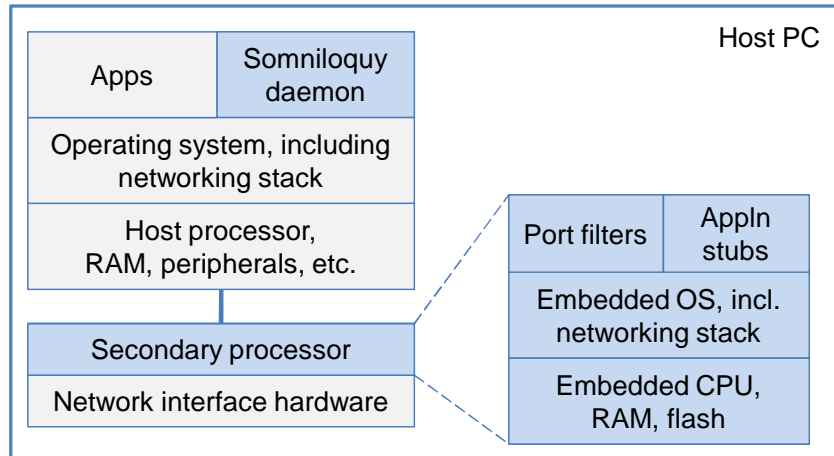 Host PC
Apps
Somniloquy
daemon
Operating system, including
networking stack
Host processor,
RAM, peripherals, etc.
Secondary processor
Network interface hardware
Port filters
Appln
stubs
Embedded OS, incl.
networking stack
Embedded CPU,
RAM, flash